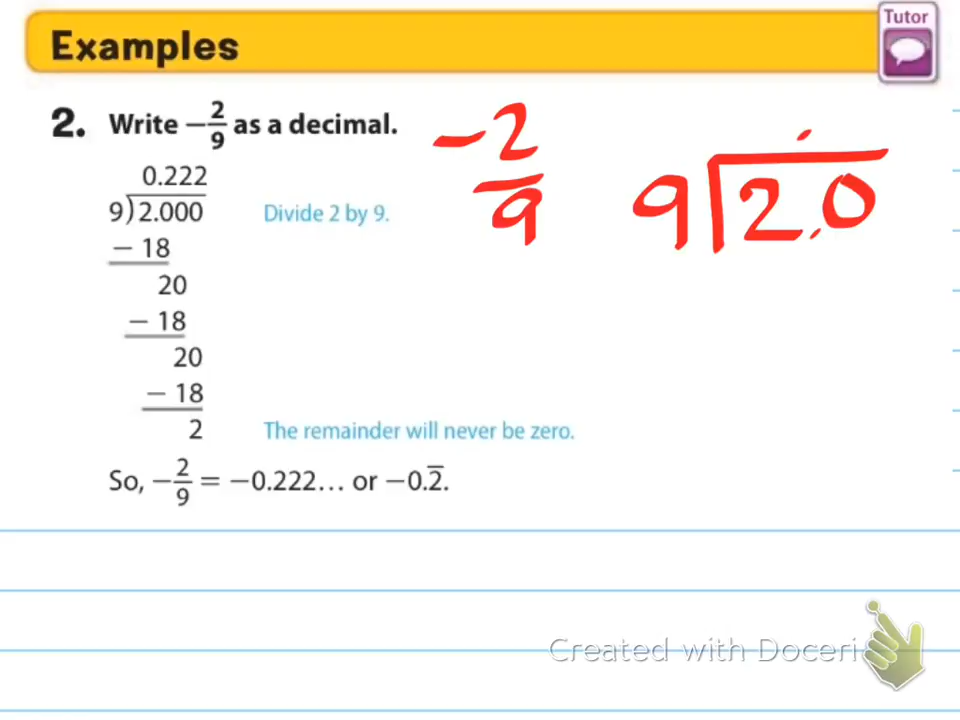 Examples
Tutor
2. Write −2/9 as a decimal.
0.222
9)2.000 Divide 2 by 9.
− 18
20
− 18
20
− 18
2 The remainder will never be zero.
So, −2/9 = −0.222… or −0.2̅.
−2/9
.
9)2.0
Created with Doceri